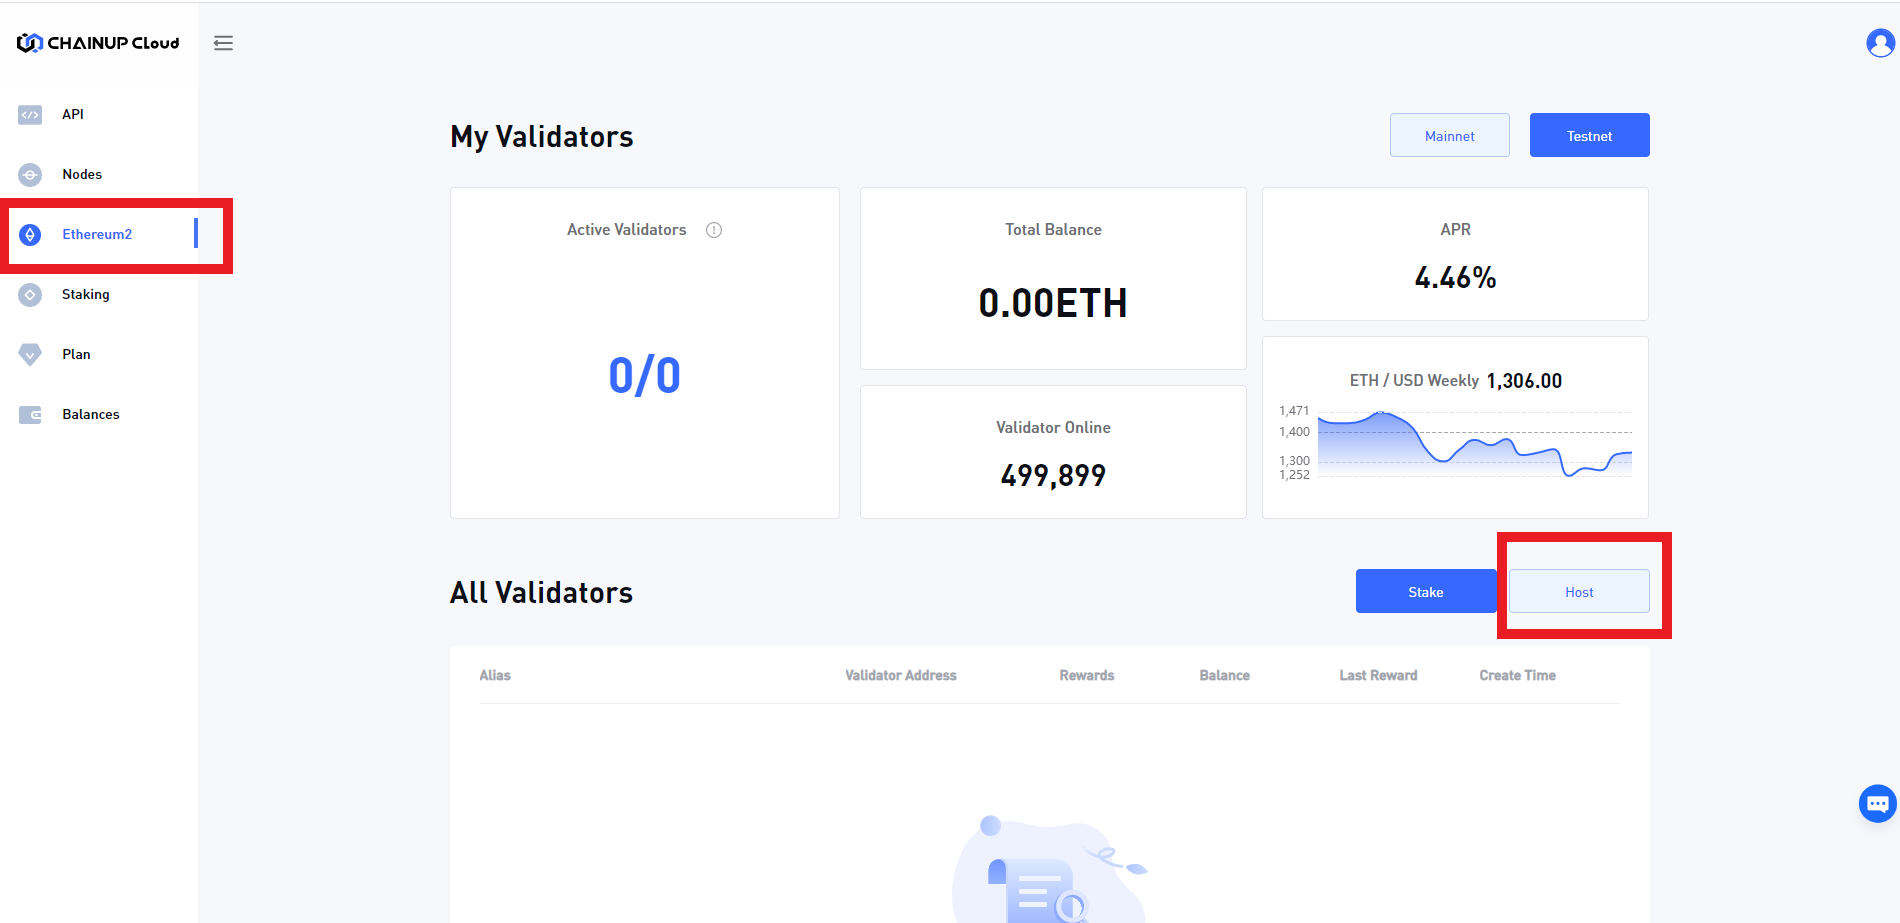 CHAINUP CLoud
API
Nodes
Ethereum2
Staking
Plan
Balances
My Validators
Mainnet
Testnet
Active Validators
0/0
Total Balance
0.00ETH
Validator Online
499,899
APR
4.46%
ETH / USD Weekly 1,306.00
1,471
1,400
1,300
1,252
All Validators
Stake
Host
Alias Validator Address Rewards Balance Last Reward Create Time